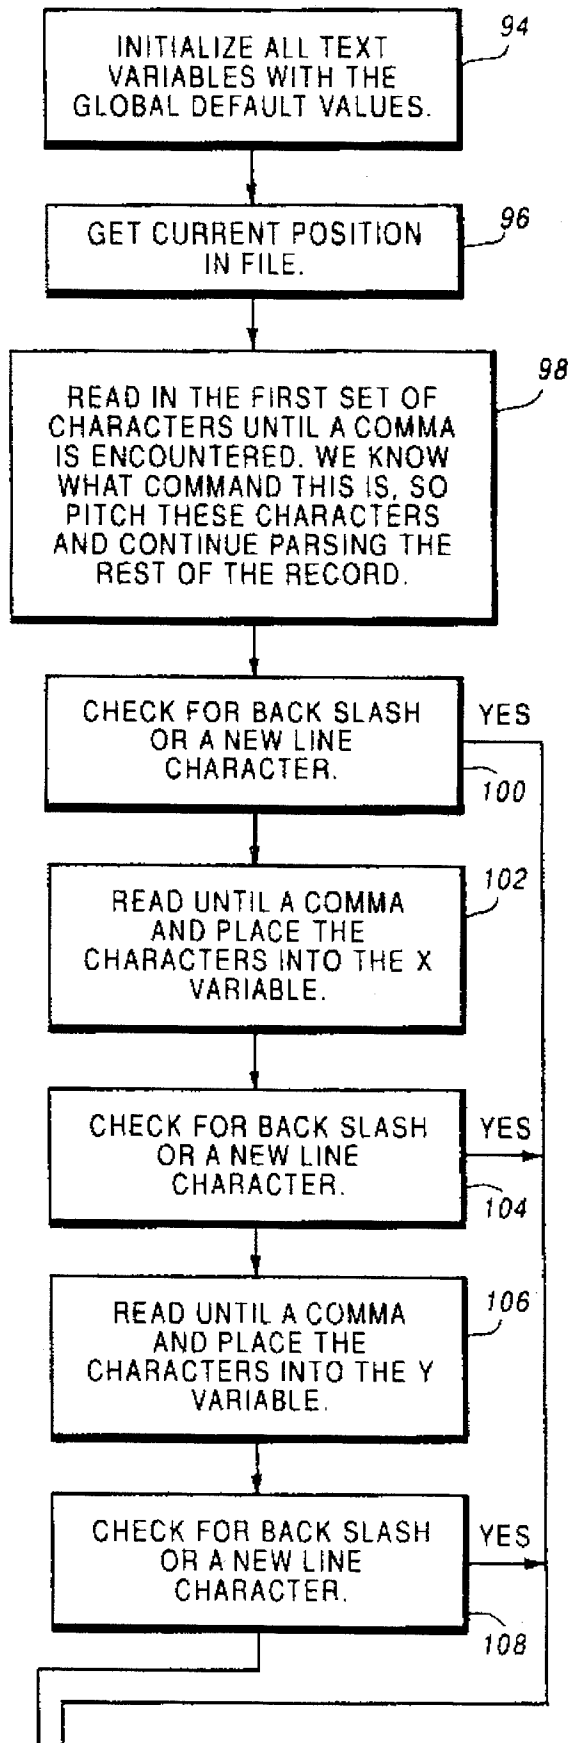 INITIALIZE ALL TEXT
VARIABLES WITH THE
GLOBAL DEFAULT VALUES.
94
GET CURRENT POSITION
IN FILE.
96
READ IN THE FIRST SET OF
CHARACTERS UNTIL A COMMA
IS ENCOUNTERED. WE KNOW
WHAT COMMAND THIS IS, SO
PITCH THESE CHARACTERS
AND CONTINUE PARSING THE
REST OF THE RECORD.
98
CHECK FOR BACK SLASH
OR A NEW LINE
CHARACTER.
YES
100
READ UNTIL A COMMA
AND PLACE THE
CHARACTERS INTO THE X
VARIABLE.
102
CHECK FOR BACK SLASH
OR A NEW LINE
CHARACTER.
YES
104
READ UNTIL A COMMA
AND PLACE THE
CHARACTERS INTO THE Y
VARIABLE.
106
CHECK FOR BACK SLASH
OR A NEW LINE
CHARACTER.
YES
108